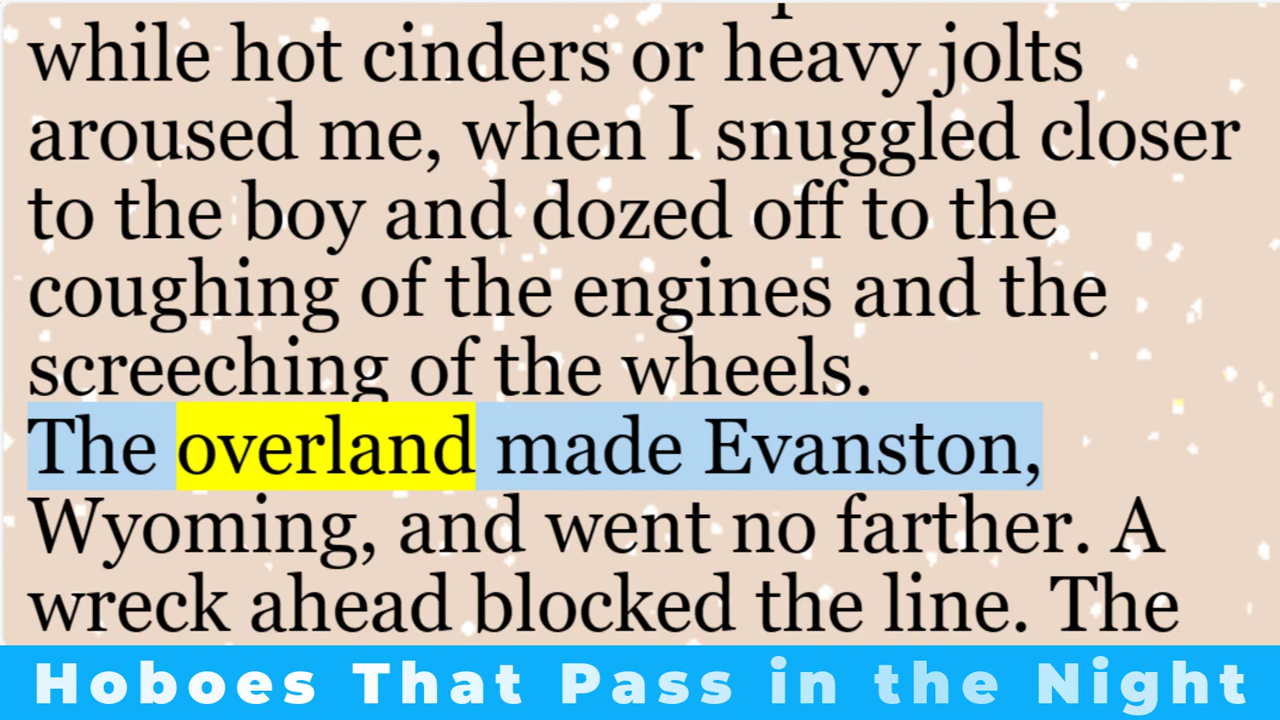 while hot cinders or heavy jolts
aroused me, when I snuggled closer
to the boy and dozed off to the
coughing of the engines and the
screeching of the wheels.
The overland made Evanston,
Wyoming, and went no farther. A
wreck ahead blocked the line. The
Hoboes That Pass in the Night